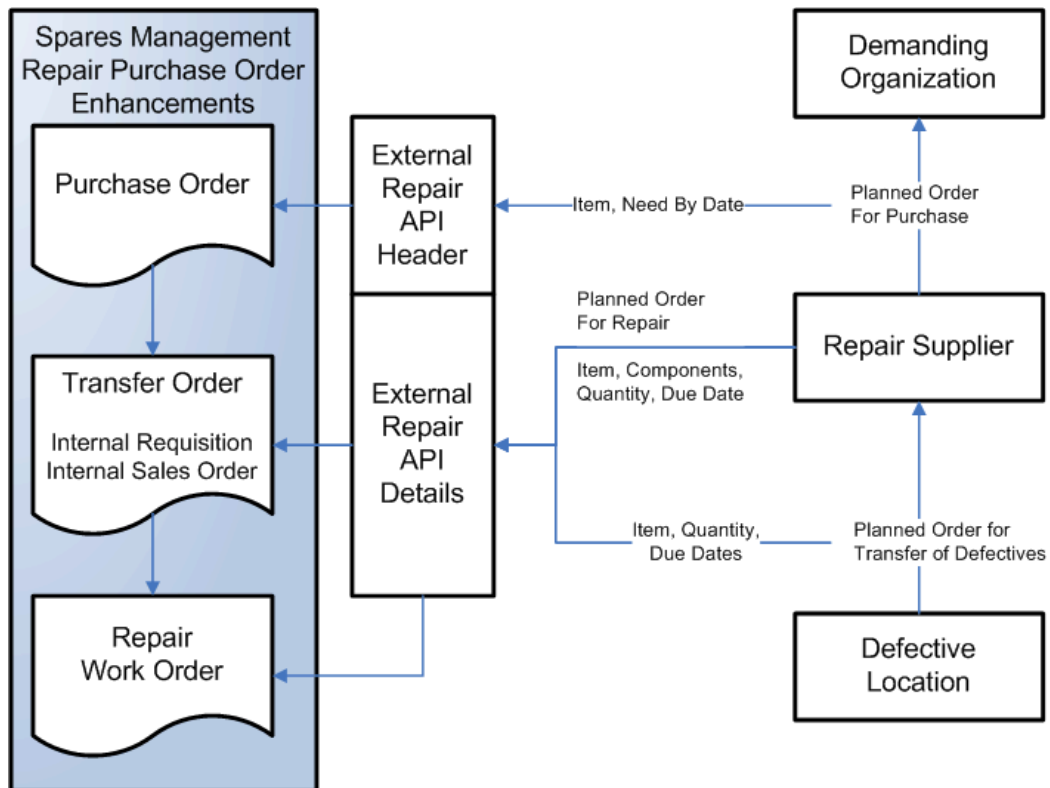 Spares Management
Repair Purchase Order
Enhancements
Purchase Order
Transfer Order
Internal Requisition
Internal Sales Order
Repair
Work Order
External
Repair
API
Header
External
Repair
API
Details
Item, Need By Date
Planned Order
For Repair
Item, Components,
Quantity, Due Date
Item, Quantity,
Due Dates
Demanding
Organization
Planned Order
For Purchase
Repair Supplier
Planned Order for
Transfer of Defectives
Defective
Location